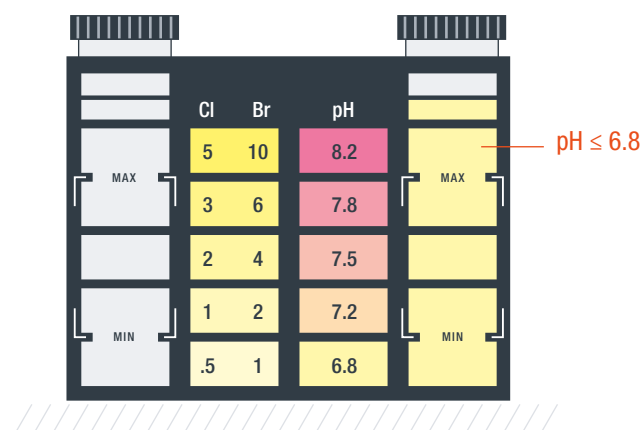 Cl Br pH
5 10 8.2
pH ≤ 6.8
MAX MAX
3 6 7.8
2 4 7.5
1 2 7.2
MIN MIN
.5 1 6.8